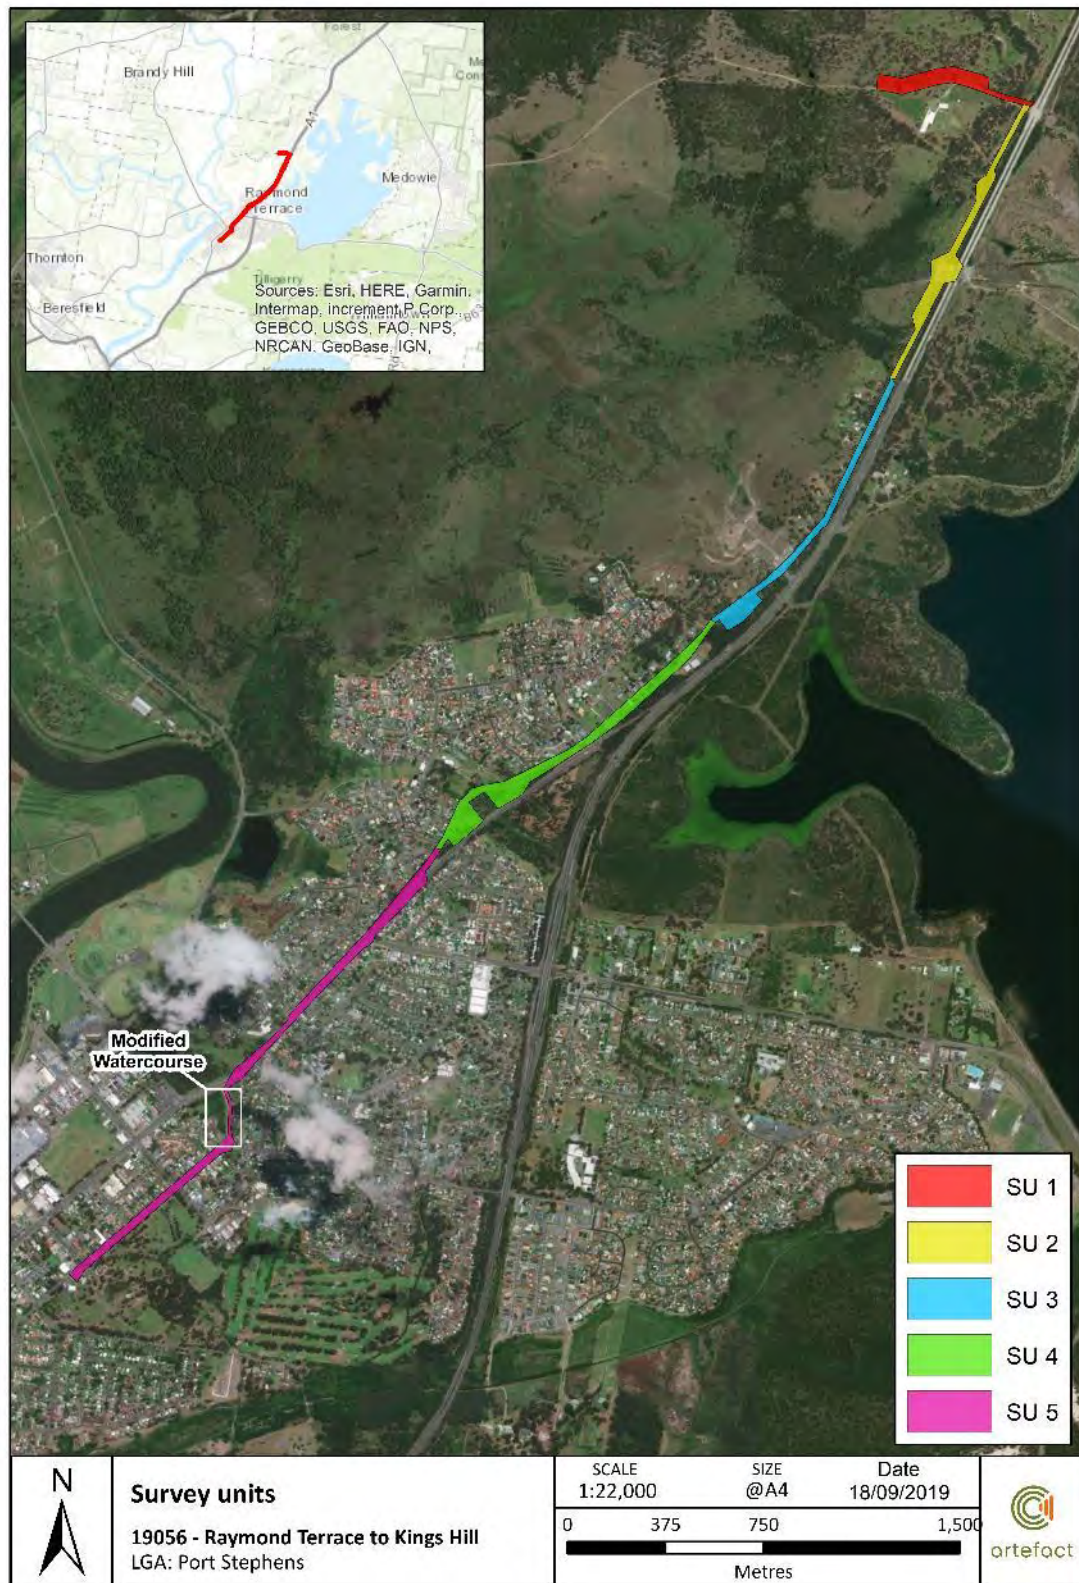 Forest
Brandy Hill
A1
Medowie
Raymond
Terrace
Thornton
Beresfield
Tilligerry
Sources: Esri, HERE, Garmin,
Intermap, increment P Corp.,
GEBCO, USGS, FAO, NPS,
NRCAN, GeoBase, IGN,
Modified
Watercourse
SU 1
SU 2
SU 3
SU 4
SU 5
N
Survey units
19056 - Raymond Terrace to Kings Hill
LGA: Port Stephens
SCALE
1:22,000
SIZE
@A4
Date
18/09/2019
0 375 750 1,500
Metres
artefact